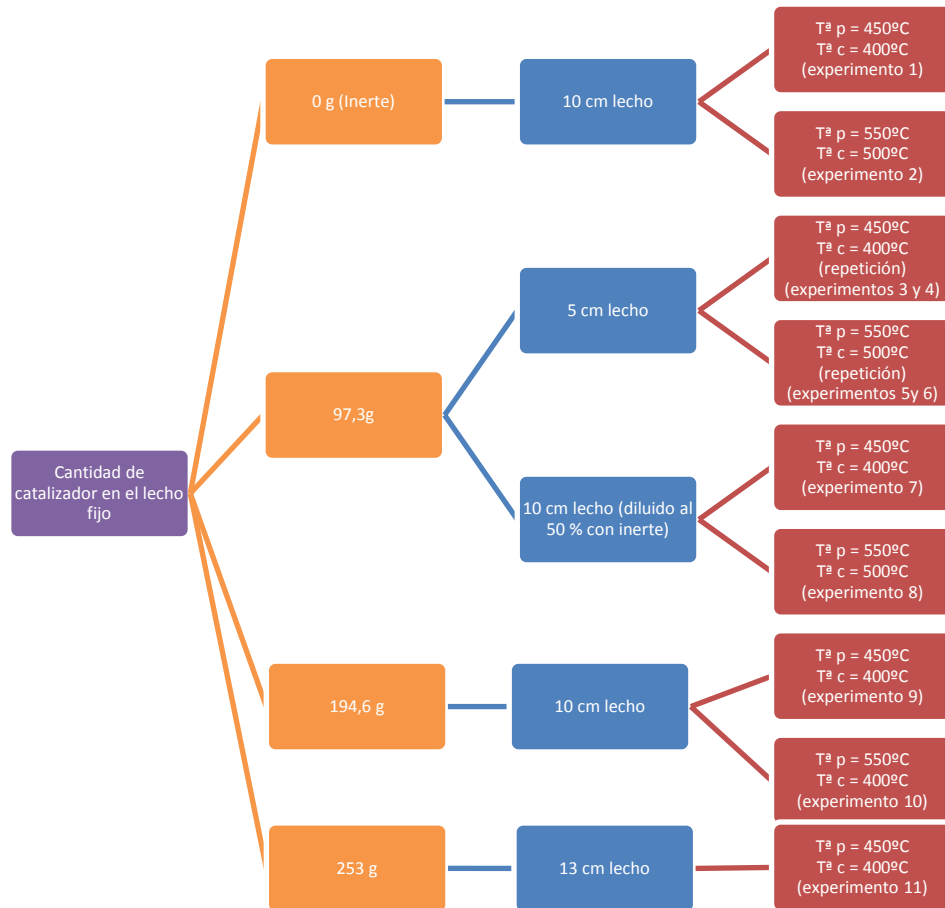 Cantidad de
catalizador en el lecho
fijo
0 g (Inerte)
10 cm lecho
Tª p = 450ºC
Tª c = 400ºC
(experimento 1)
Tª p = 550ºC
Tª c = 500ºC
(experimento 2)
97,3g
5 cm lecho
Tª p = 450ºC
Tª c = 400ºC
(repetición)
(experimentos 3 y 4)
Tª p = 550ºC
Tª c = 500ºC
(repetición)
(experimentos 5y 6)
10 cm lecho (diluido al
50 % con inerte)
Tª p = 450ºC
Tª c = 400ºC
(experimento 7)
Tª p = 550ºC
Tª c = 500ºC
(experimento 8)
194,6 g
10 cm lecho
Tª p = 450ºC
Tª c = 400ºC
(experimento 9)
Tª p = 550ºC
Tª c = 400ºC
(experimento 10)
253 g
13 cm lecho
Tª p = 450ºC
Tª c = 400ºC
(experimento 11)